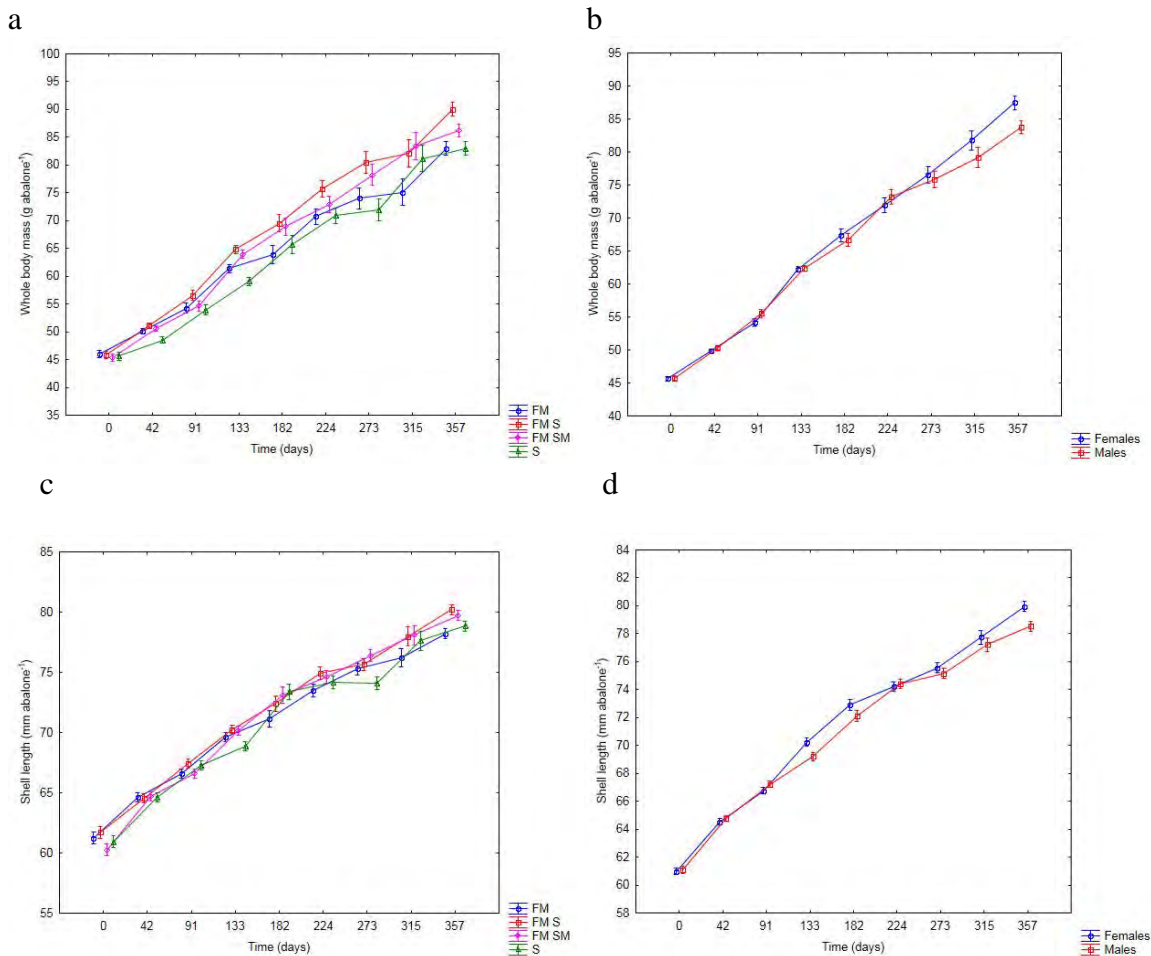 a
100
95
90
85
80
75
70
65
60
55
50
45
40
35
Whole body mass (g abalone⁻¹)
0 42 91 133 182 224 273 315 357
Time (days)
FM
FM S
FM SM
S
b
95
90
85
80
75
70
65
60
55
50
45
40
Whole body mass (g abalone⁻¹)
0 42 91 133 182 224 273 315 357
Time (days)
Females
Males
c
85
80
75
70
65
60
55
Shell length (mm abalone⁻¹)
0 42 91 133 182 224 273 315 357
Time (days)
FM
FM S
FM SM
S
d
84
82
80
78
76
74
72
70
68
66
64
62
60
58
Shell length (mm abalone⁻¹)
0 42 91 133 182 224 273 315 357
Time (days)
Females
Males